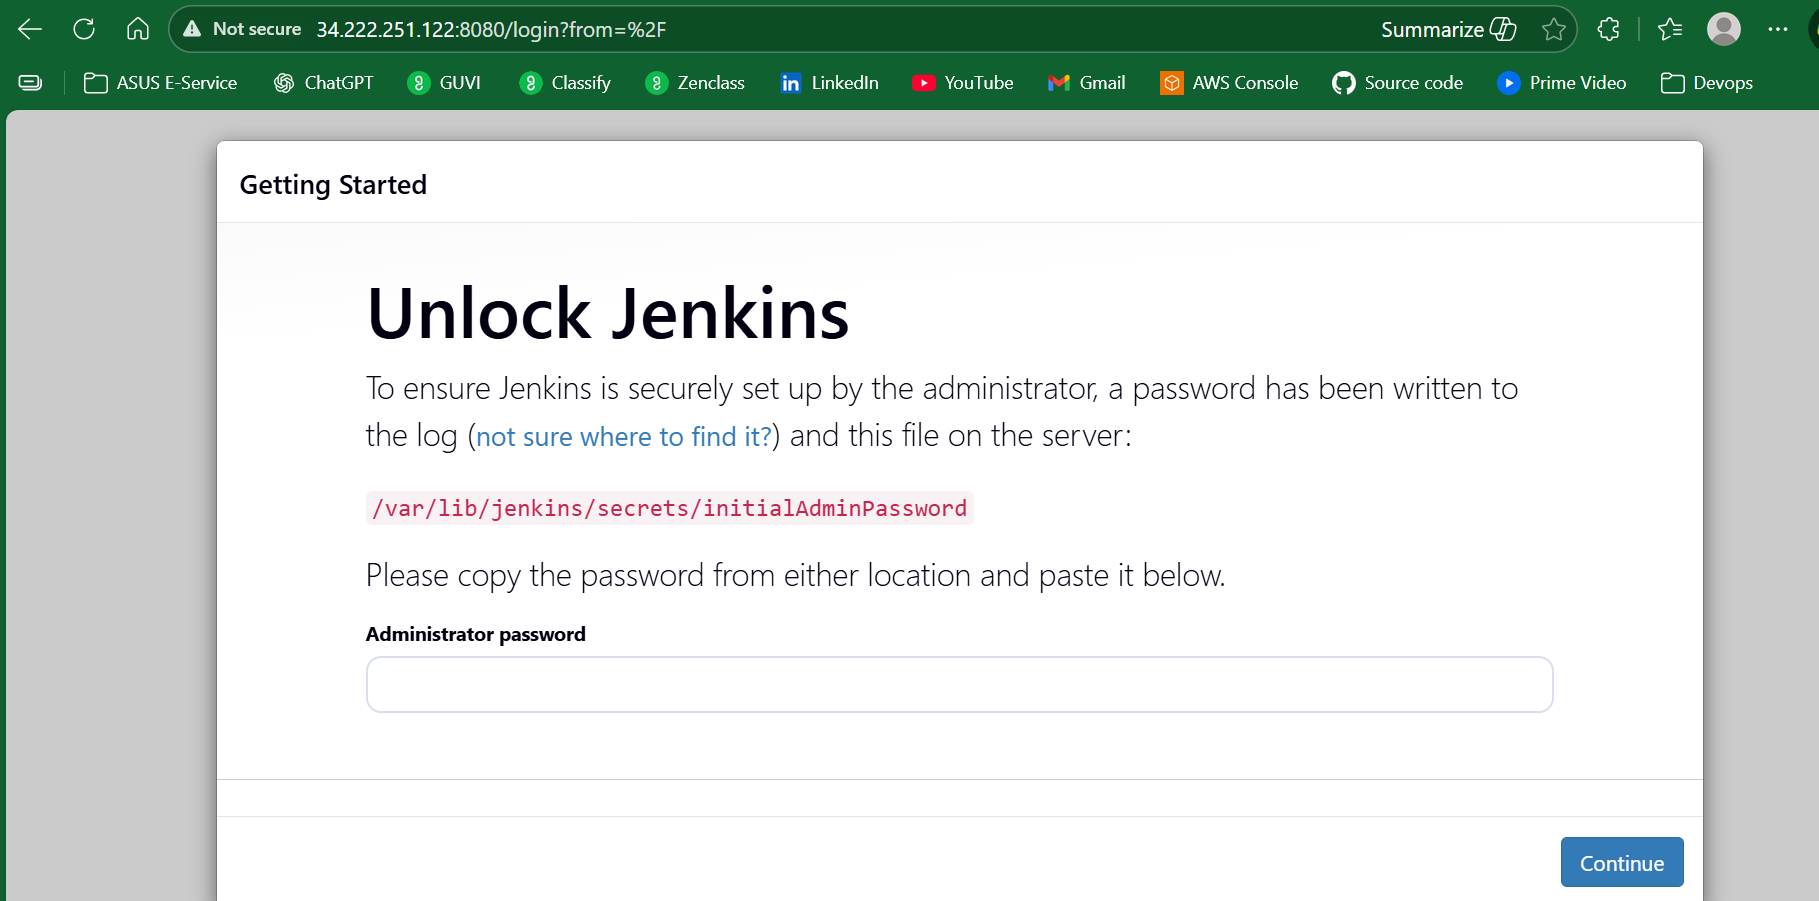 Not secure 34.222.251.122:8080/login?from=%2F Summarize
ASUS E-Service ChatGPT GUVI Classify Zenclass LinkedIn YouTube Gmail AWS Console Source code Prime Video Devops
Getting Started
Unlock Jenkins
To ensure Jenkins is securely set up by the administrator, a password has been written to
the log (not sure where to find it?) and this file on the server:
/var/lib/jenkins/secrets/initialAdminPassword
Please copy the password from either location and paste it below.
Administrator password
Continue